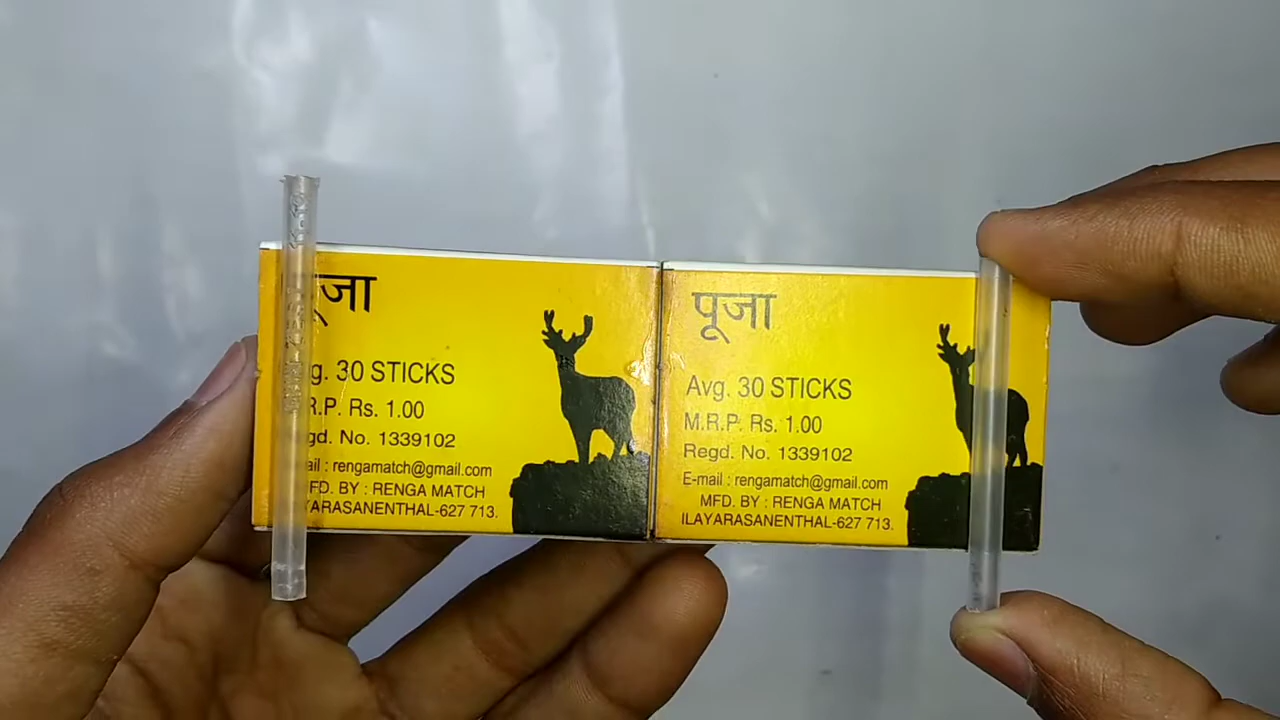 पूजा
30 STICKS
R.P. Rs. 1.00
gd. No. 1339102
ail : rengamatch@gmail.com
FD. BY : RENGA MATCH
YARASANENTHAL-627 713.
पूजा
Avg. 30 STICKS
M.R.P. Rs. 1.00
Regd. No. 1339102
E-mail : rengamatch@gmail.com
MFD. BY : RENGA MATCH
ILAYARASANENTHAL-627 713.